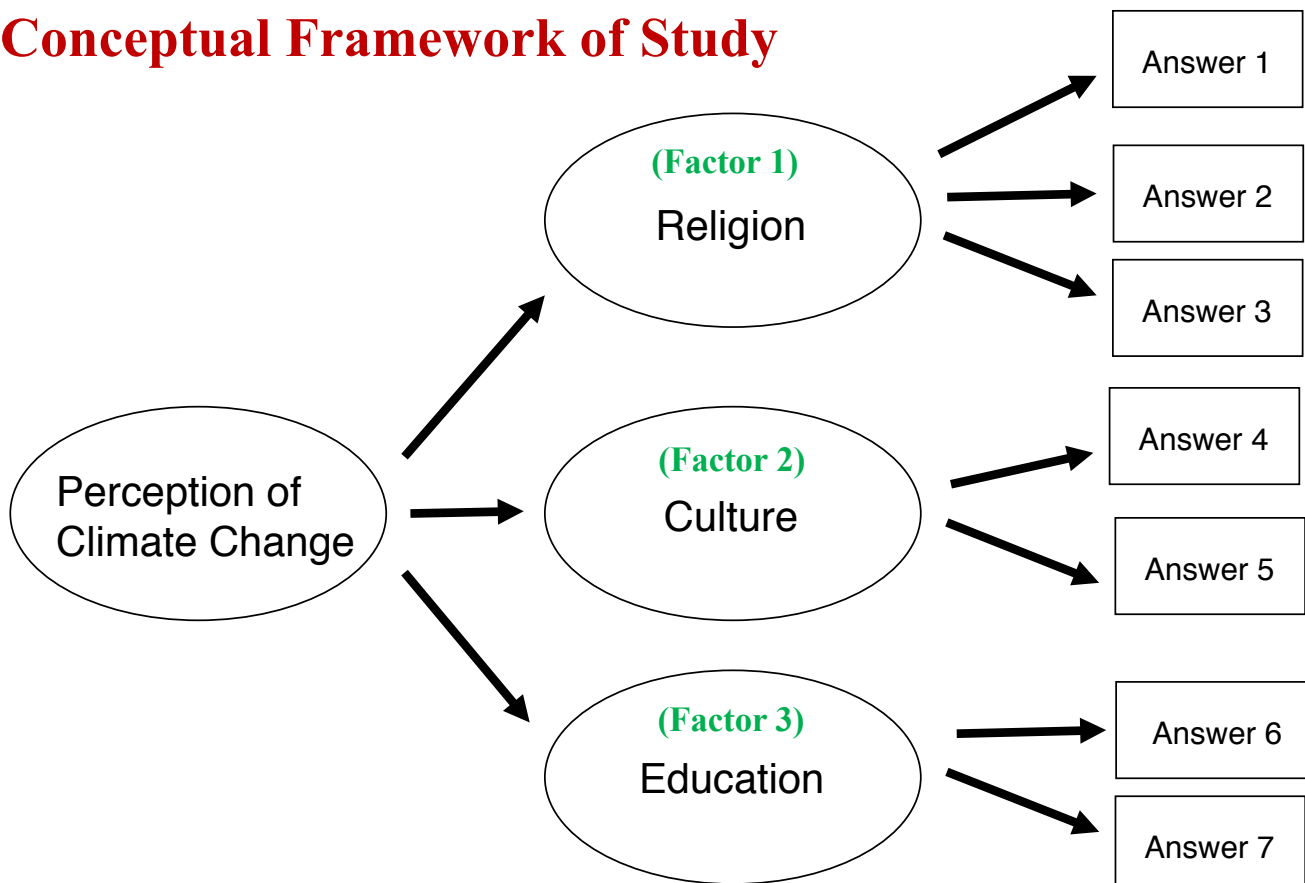 Conceptual Framework of Study
Perception of
Climate Change
(Factor 1)
Religion
Answer 1
Answer 2
Answer 3
(Factor 2)
Culture
Answer 4
Answer 5
(Factor 3)
Education
Answer 6
Answer 7